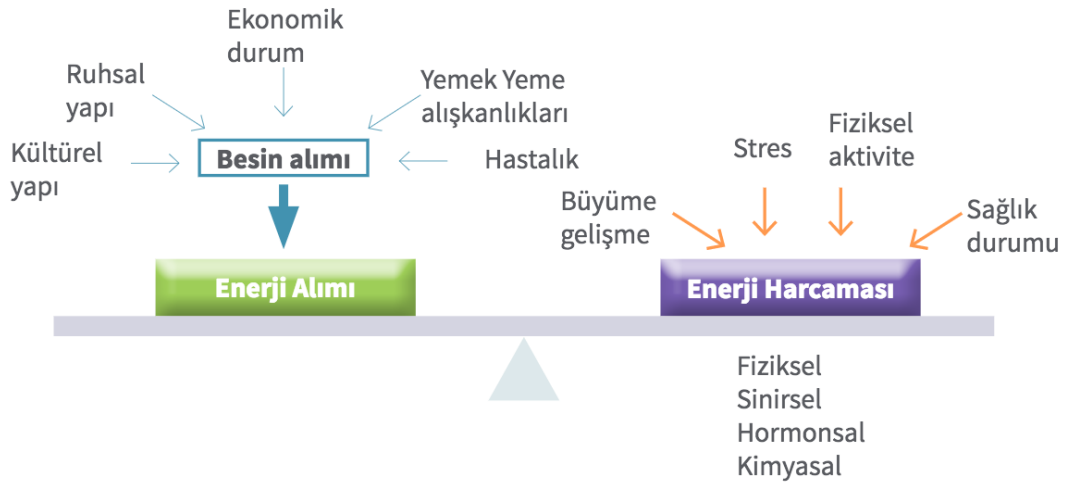 Ekonomik
durum
Ruhsal
yapı
Yemek Yeme
alışkanlıkları
Kültürel
yapı
Besin alımı
Hastalık
Enerji Alımı
Büyüme
gelişme
Stres
Fiziksel
aktivite
Sağlık
durumu
Enerji Harcaması
Fiziksel
Sinirsel
Hormonsal
Kimyasal